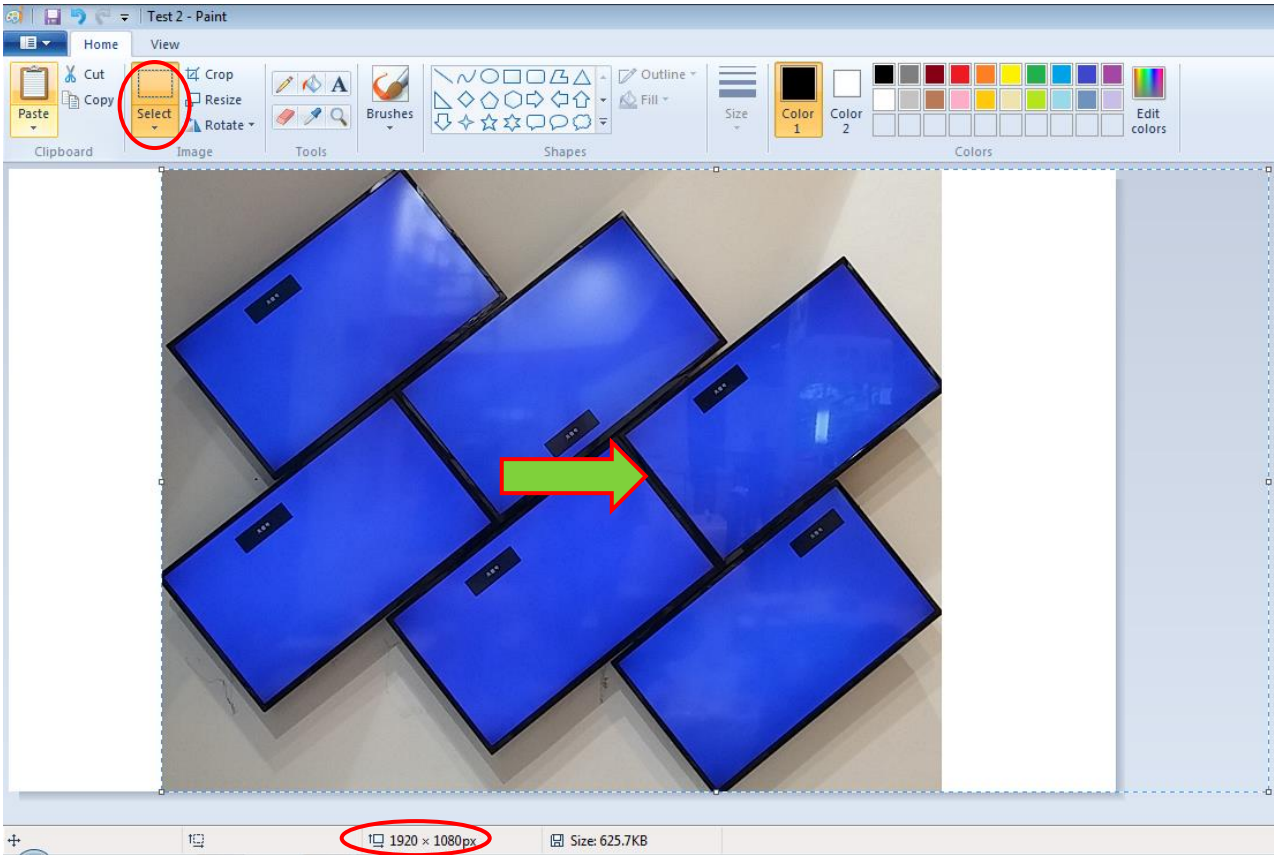 Test 2 - Paint
Home View
Cut
Copy
Paste
Clipboard
Select
Crop
Resize
Rotate
Image
A
Tools
Brushes
Shapes
Outline
Fill
Size
Color 1
Color 2
Edit colors
Colors
1920 × 1080px
Size: 625.7KB